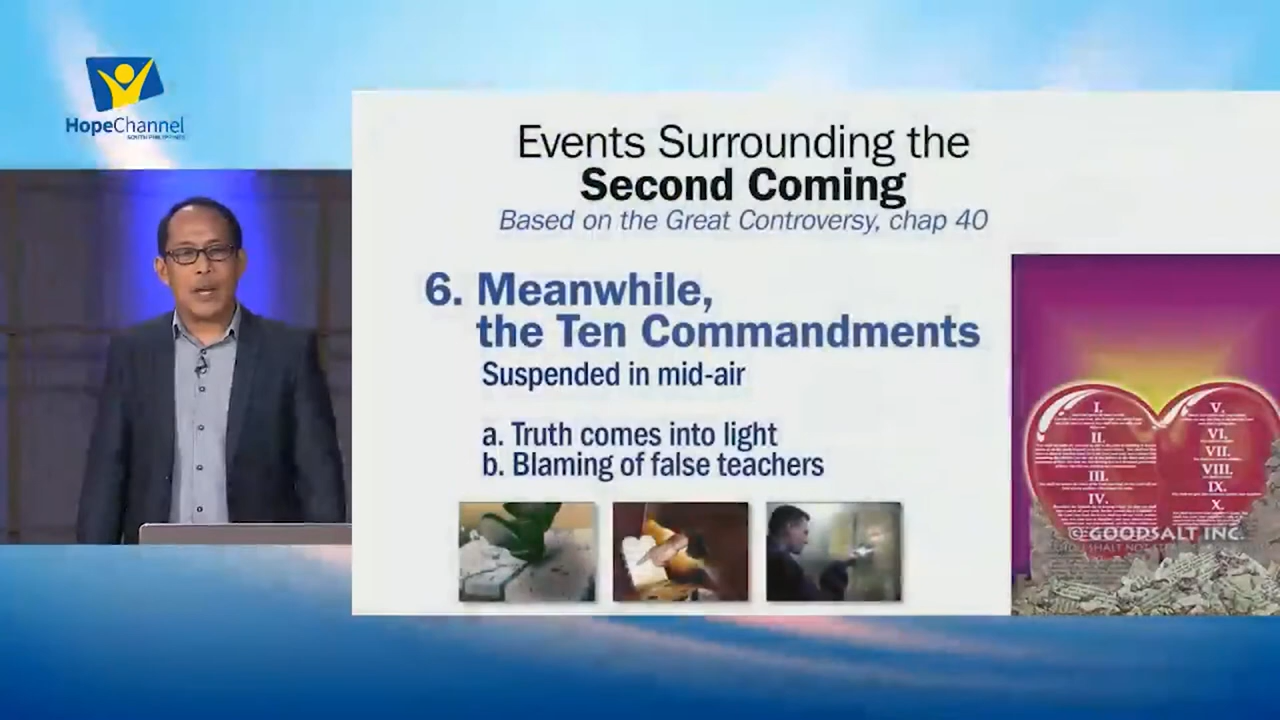 HopeChannel
SOUTH PHILIPPINES
Events Surrounding the
Second Coming
Based on the Great Controversy, chap 40
6. Meanwhile,
the Ten Commandments
Suspended in mid-air
a. Truth comes into light
b. Blaming of false teachers
I.
II.
III.
IV.
V.
VI.
VII.
VIII.
IX.
X.
© GOODSALT INC.